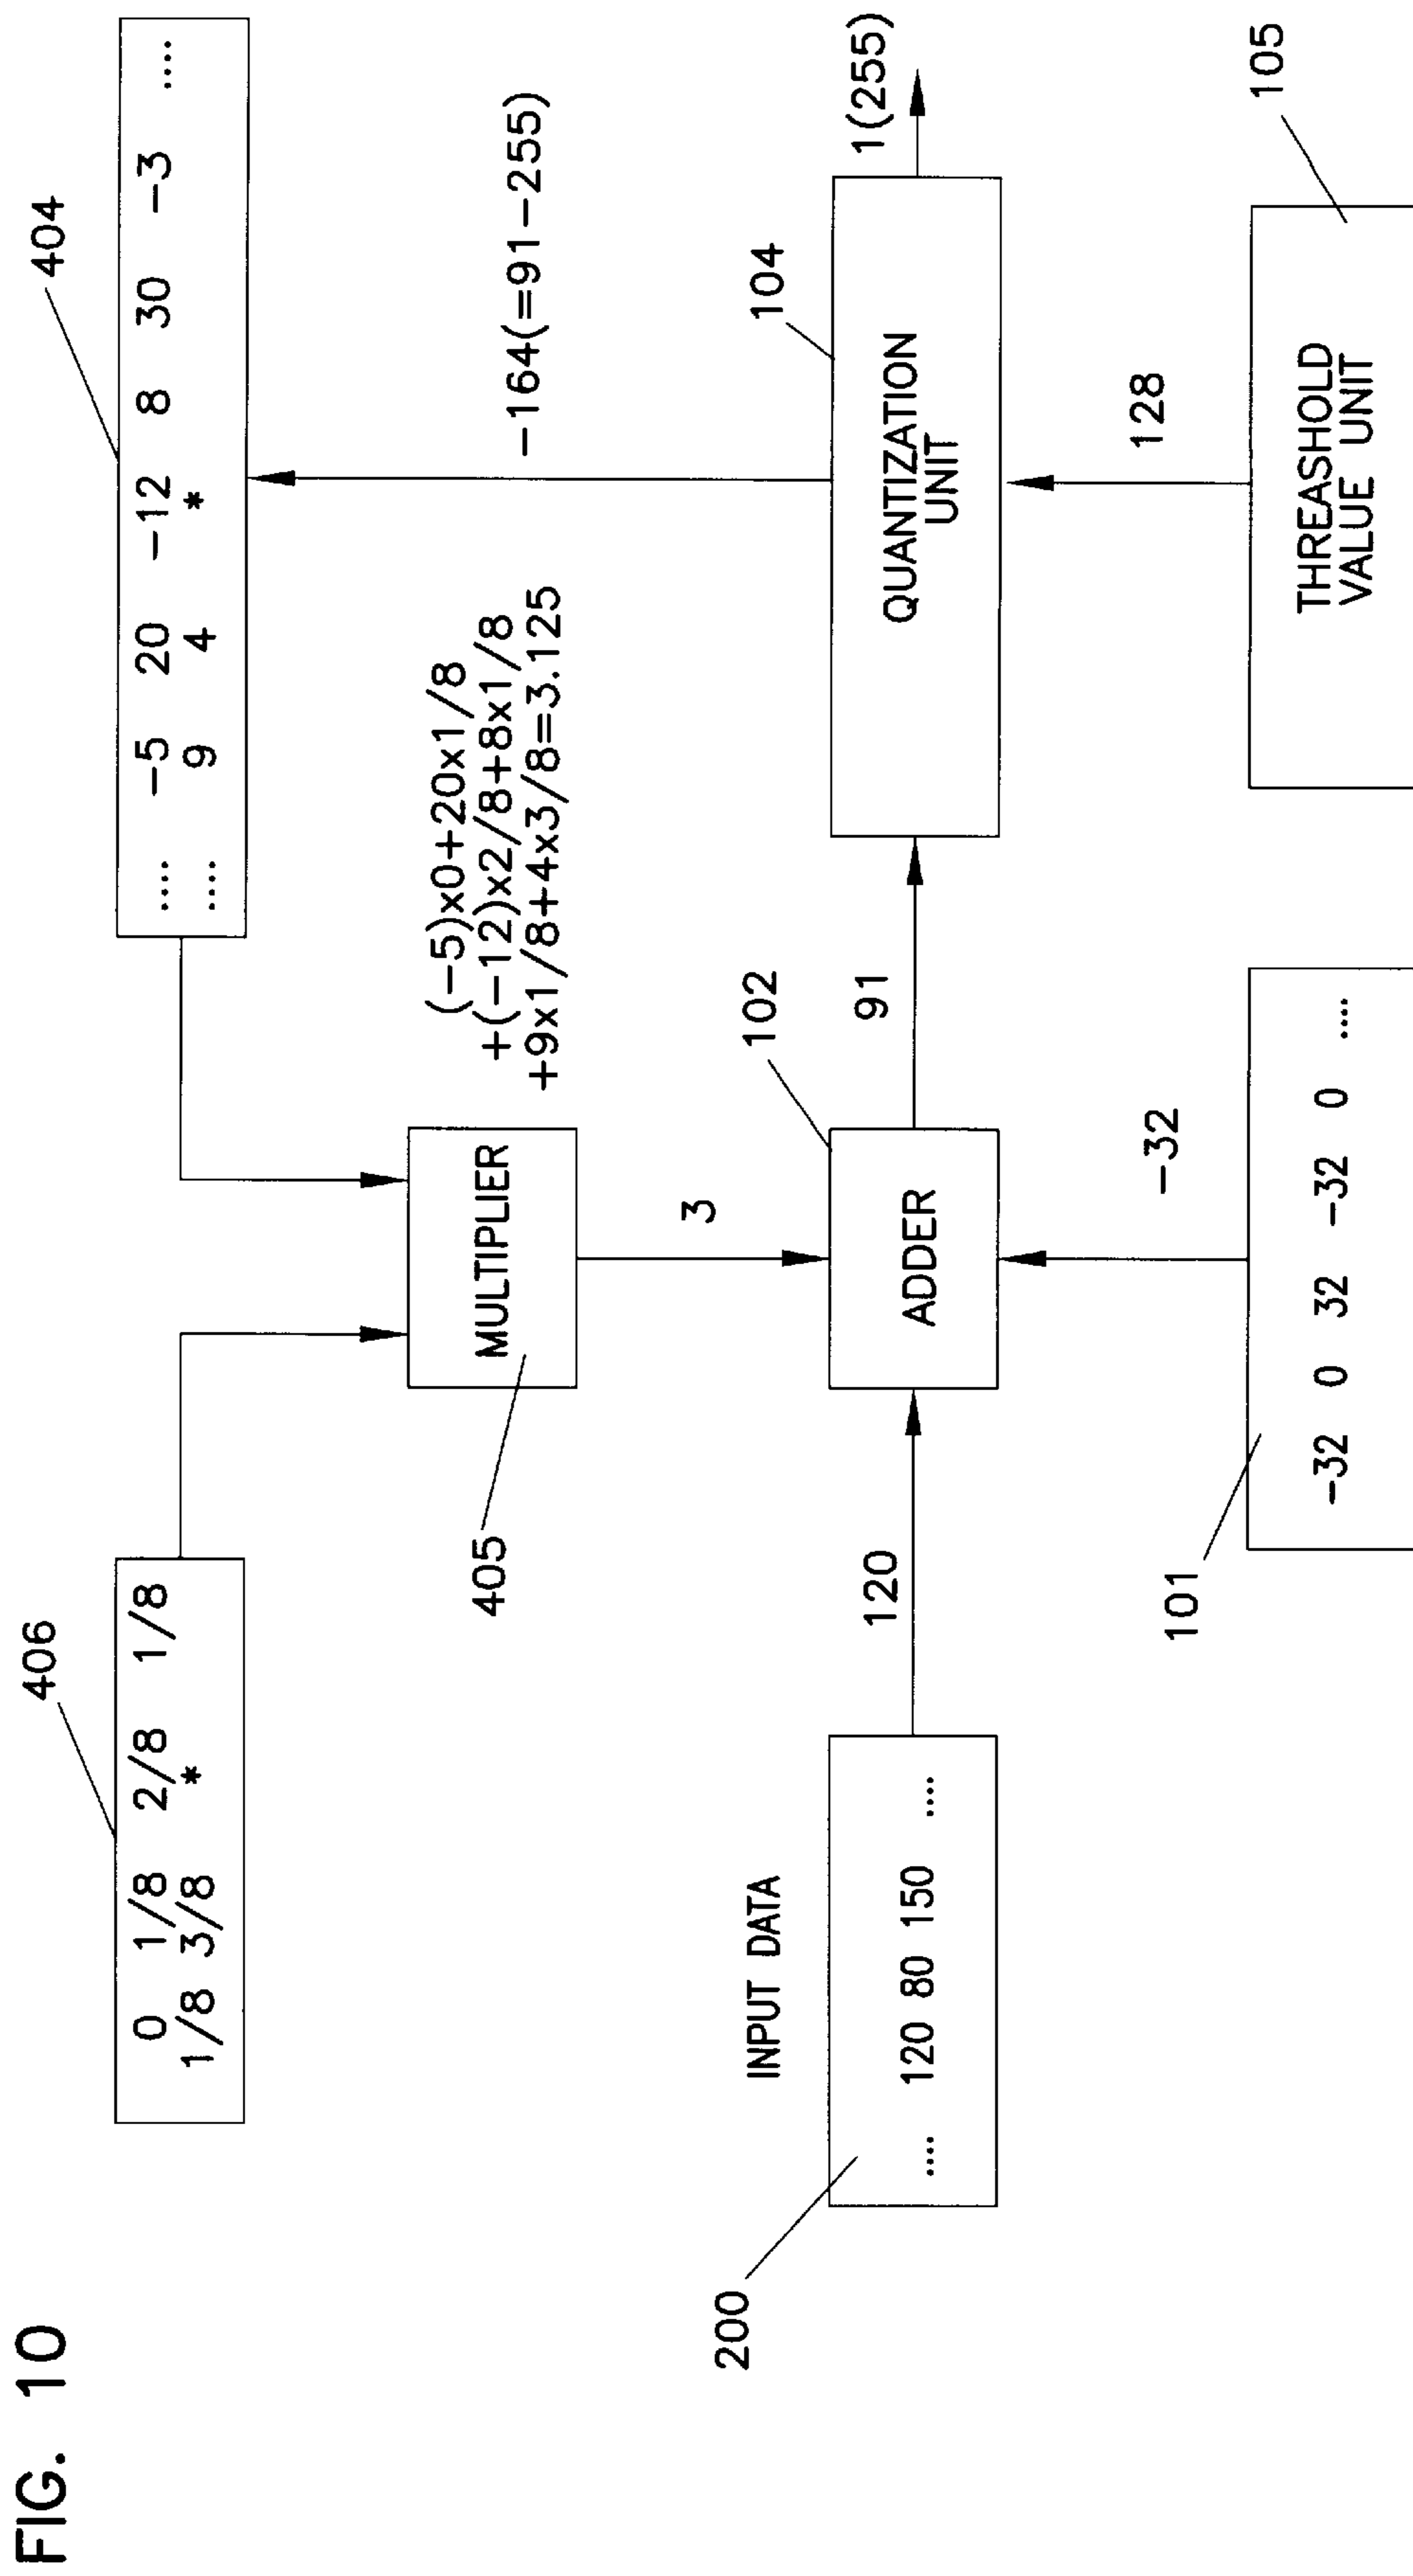 FIG. 10
406
0 1/8 2/8 1/8
1/8 3/8 *
404
.... -5 20 -12 8 30 -3 ....
.... 9 4 *
(-5)x0+20x1/8
+(-12)x2/8+8x1/8
+9x1/8+4x3/8=3.125
-164(=91-255)
405
MULTIPLIER
3
200
INPUT DATA
.... 120 80 150 ....
120
102
ADDER
91
104
QUANTIZATION
UNIT
1(255)
101
-32
-32 0 32 -32 0 ....
128
105
THREASHOLD
VALUE UNIT